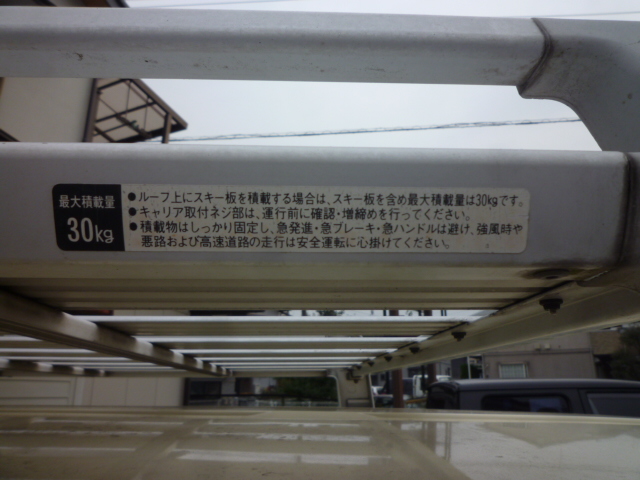 最大積載量
30kg
●ルーフ上にスキー板を積載する場合は、スキー板を含め最大積載量は30kgです。
●キャリア取付ネジ部は、運行前に確認・増締めを行ってください。
●積載物はしっかり固定し、急発進・急ブレーキ・急ハンドルは避け、強風時や
悪路および高速道路の走行は安全運転に心掛けてください。